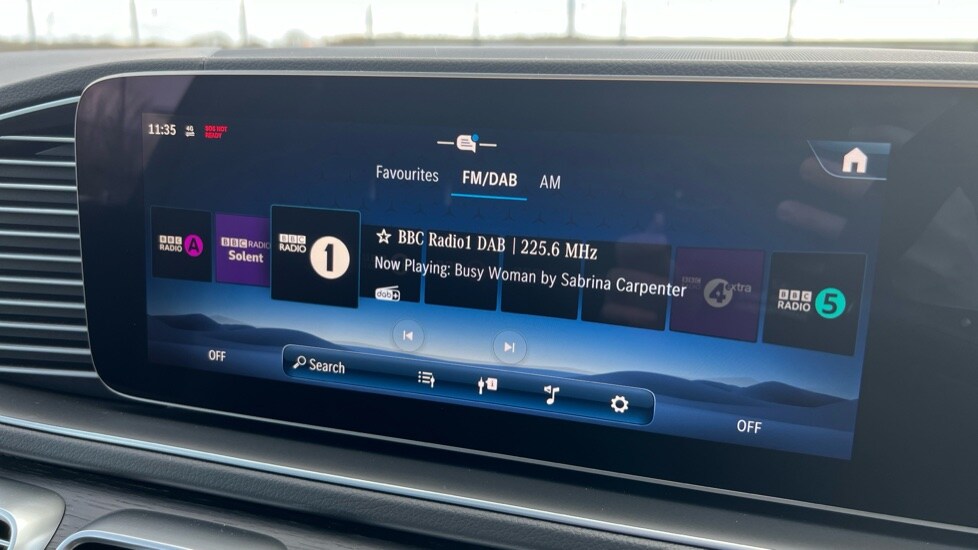 11:35 4G SOS NOT
READY
Favourites FM/DAB AM
BBC
RADIO A
BBC RADIO
Solent
BBC
RADIO 1
BBC Radio1 DAB | 225.6 MHz
Now Playing: Busy Woman by Sabrina Carpenter
dab+
4 xtra
BBC
RADIO 5
OFF
Search
OFF